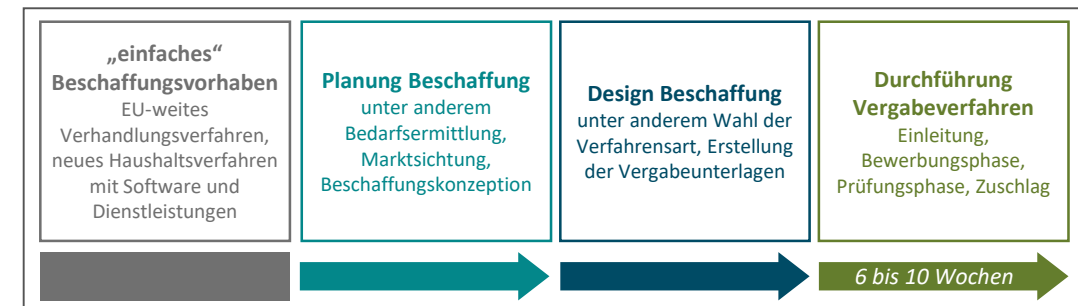 „einfaches“
Beschaffungsvorhaben
EU-weites
Verhandlungsverfahren,
neues Haushaltsverfahren
mit Software und
Dienstleistungen
Planung Beschaffung
unter anderem
Bedarfsermittlung,
Marktsichtung,
Beschaffungskonzeption
Design Beschaffung
unter anderem Wahl der
Verfahrensart, Erstellung
der Vergabeunterlagen
Durchführung
Vergabeverfahren
Einleitung,
Bewerbungsphase,
Prüfungsphase, Zuschlag
6 bis 10 Wochen